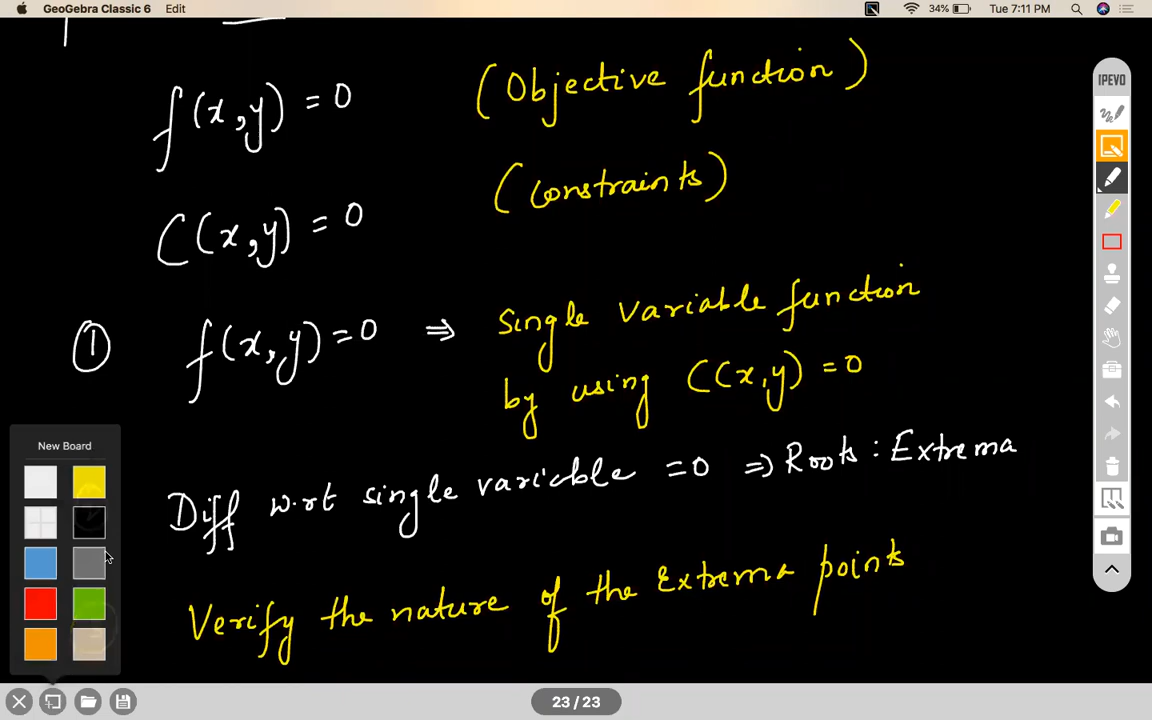 GeoGebra Classic 6 Edit 34% Tue 7:11 PM
f(x,y) = 0 (Objective function)
C(x,y) = 0 (constraints)
① f(x,y) = 0 ⇒ Single variable function
by using C(x,y) = 0
Diff w.r.t single variable = 0 ⇒ Roots : Extrema
Verify the nature of the Extrema points
IPEVO
New Board
23 / 23